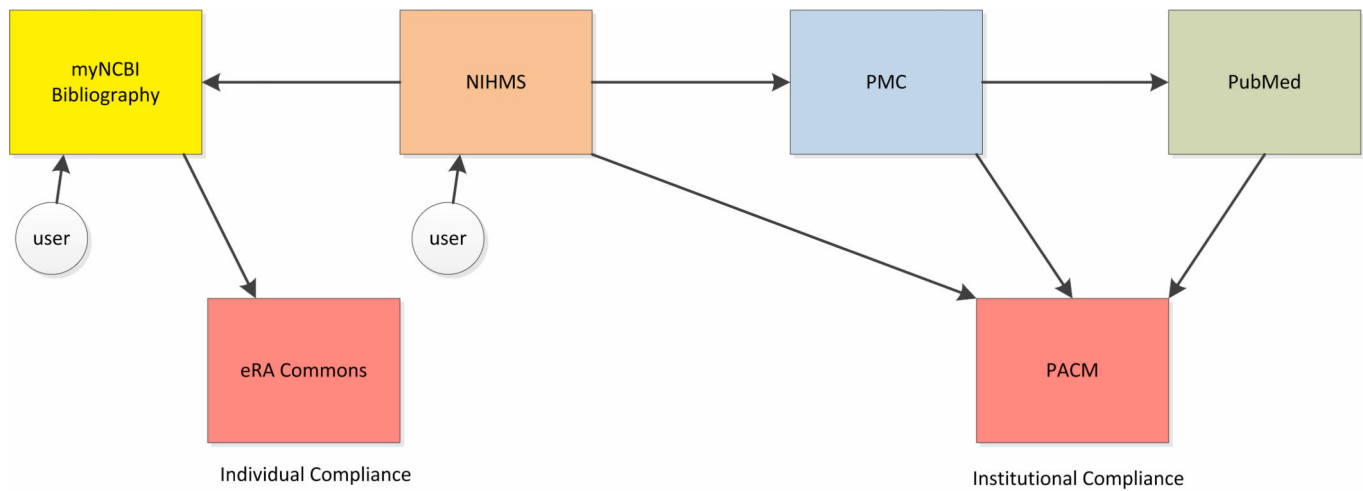 myNCBI
Bibliography
NIHMS
PMC
PubMed
user
user
eRA Commons
PACM
Individual Compliance
Institutional Compliance